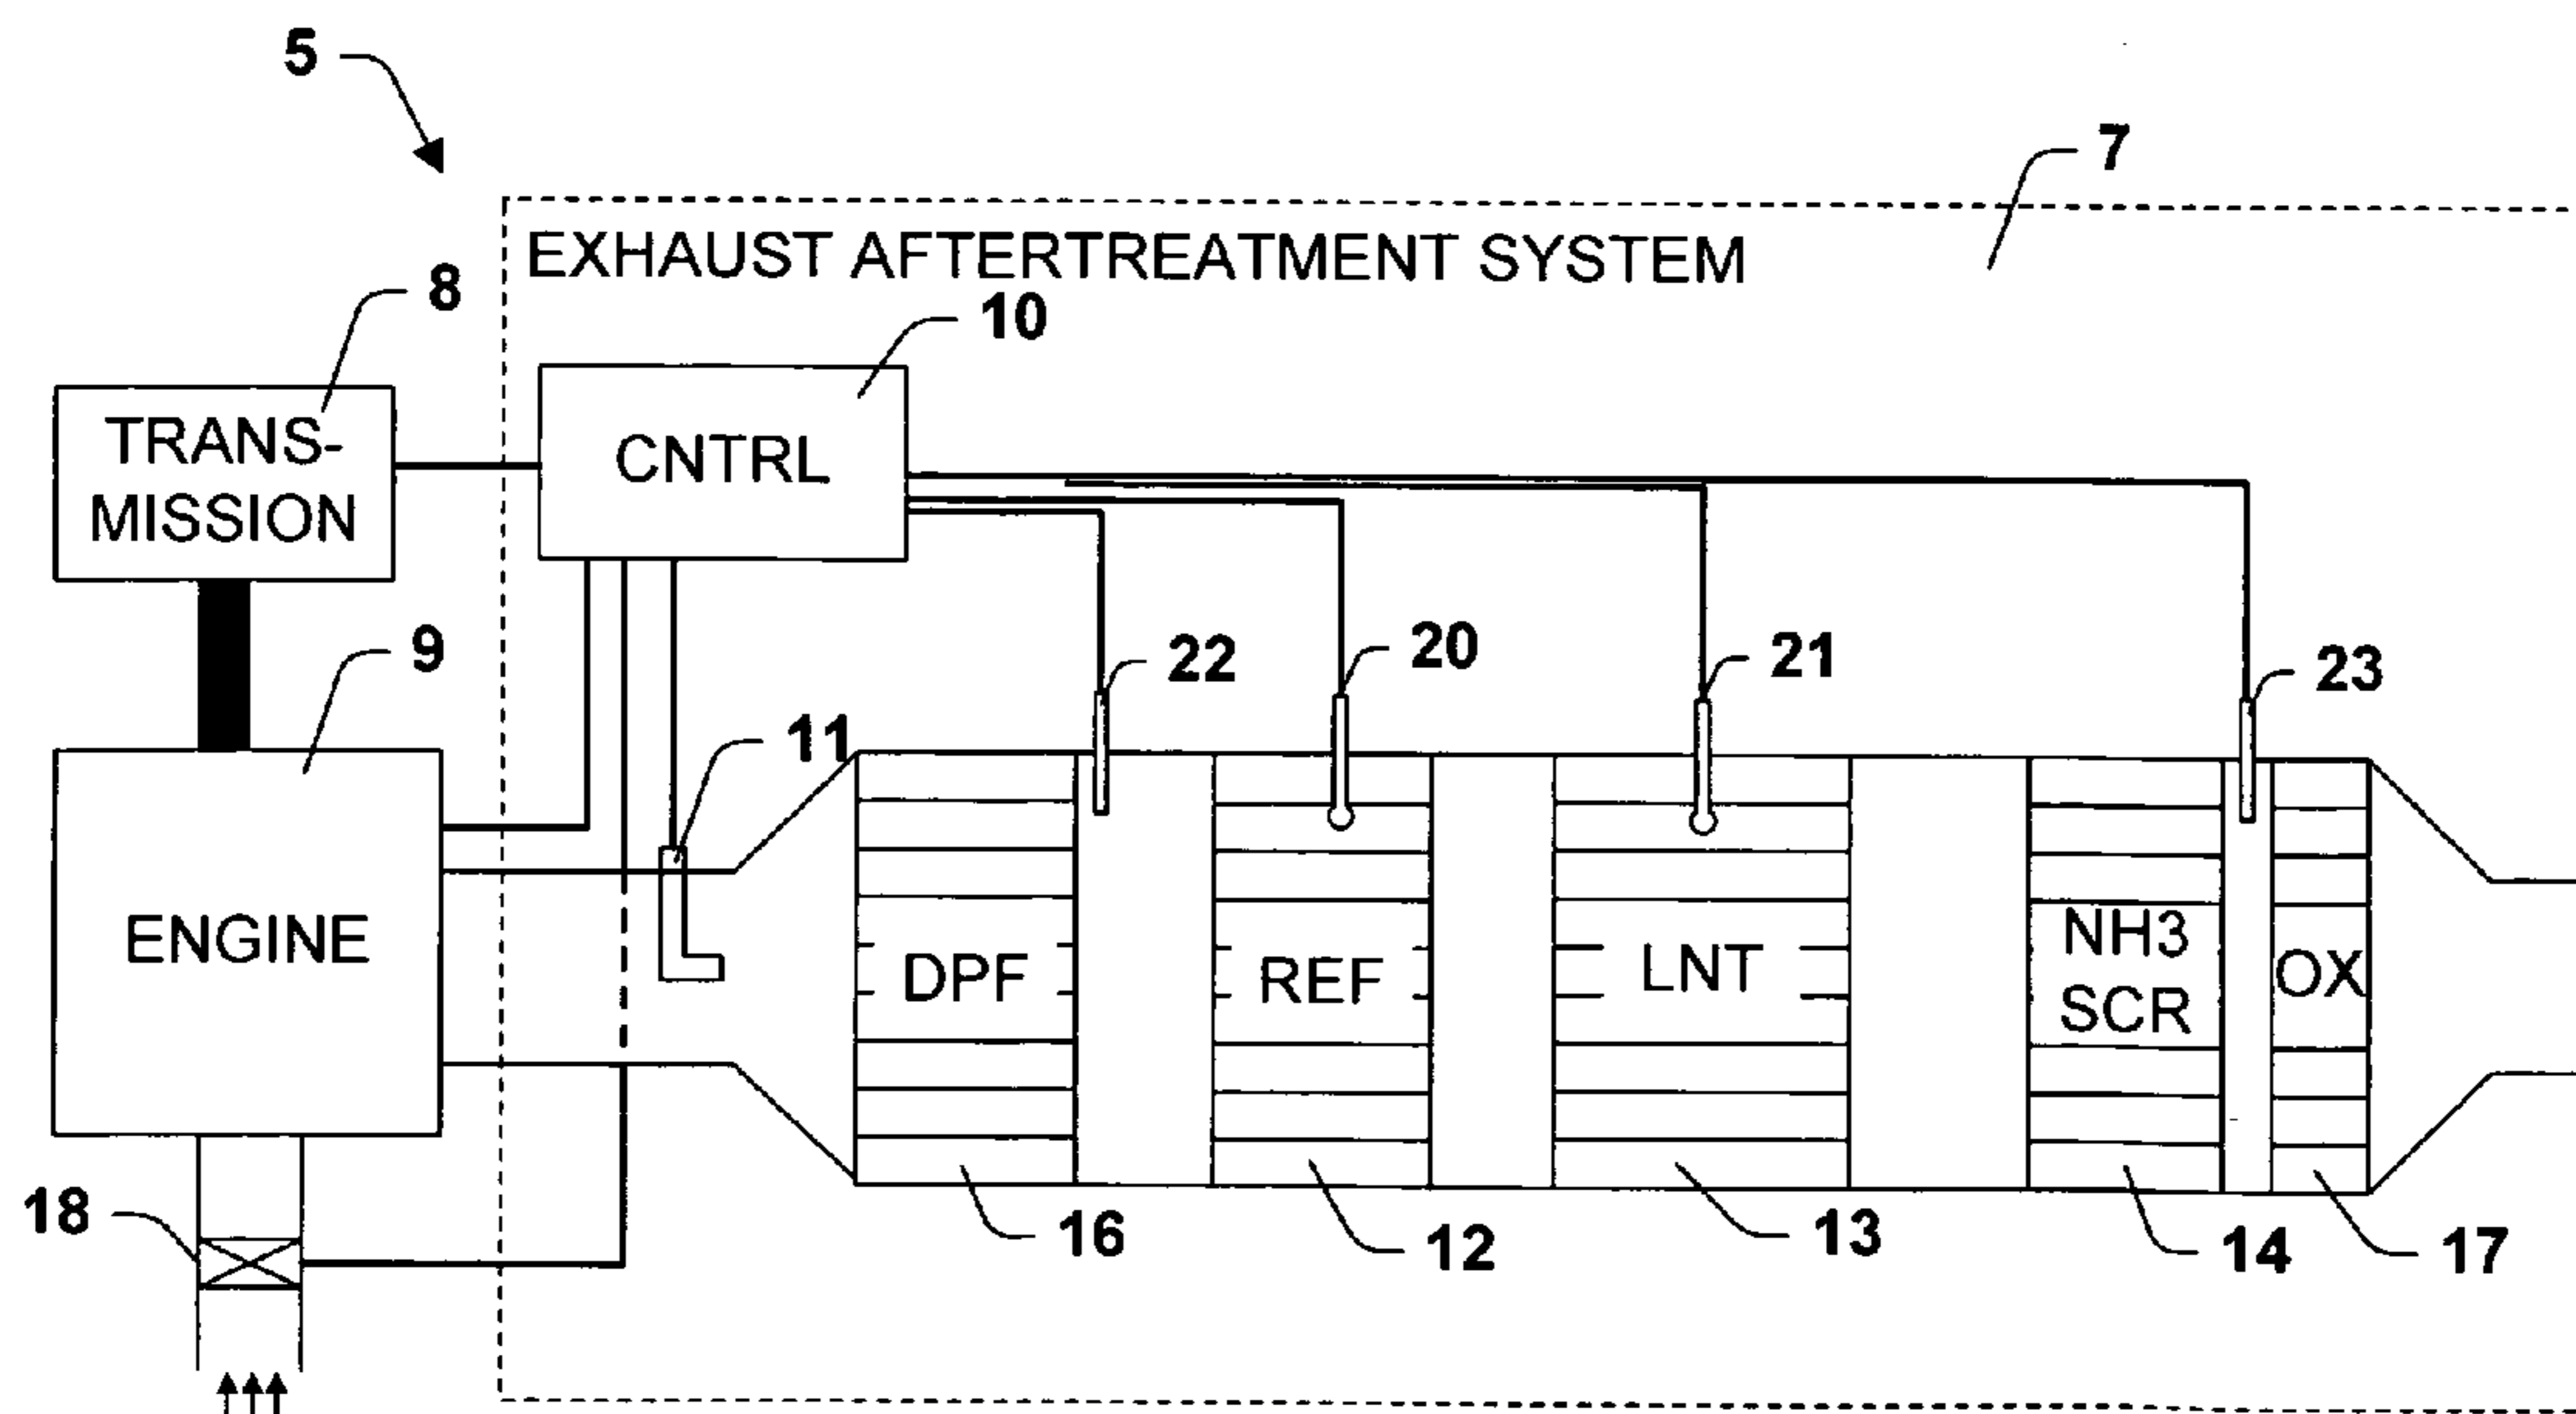 5
7
EXHAUST AFTERTREATMENT SYSTEM
8
10
TRANS-
MISSION
CNTRL
9
22
20
21
23
11
ENGINE
DPF
REF
LNT
NH3
SCR
OX
18
16
12
13
14
17